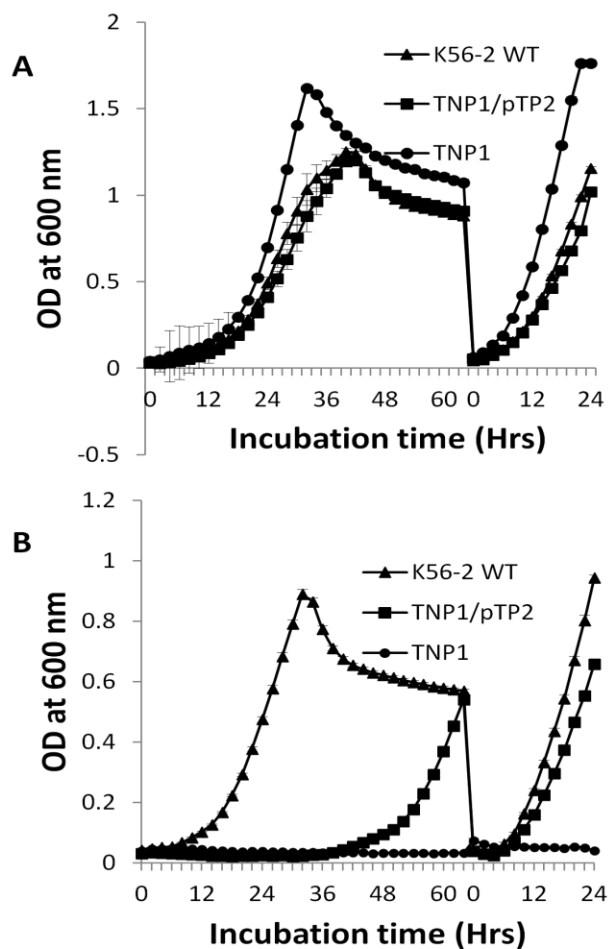 A
2
1.5
1
0.5
0
-0.5
OD at 600 nm
K56-2 WT
TNP1/pTP2
TNP1
0 12 24 36 48 60 0 12 24
Incubation time (Hrs)
B
1.2
1
0.8
0.6
0.4
0.2
0
OD at 600 nm
K56-2 WT
TNP1/pTP2
TNP1
0 12 24 36 48 60 0 12 24
Incubation time (Hrs)